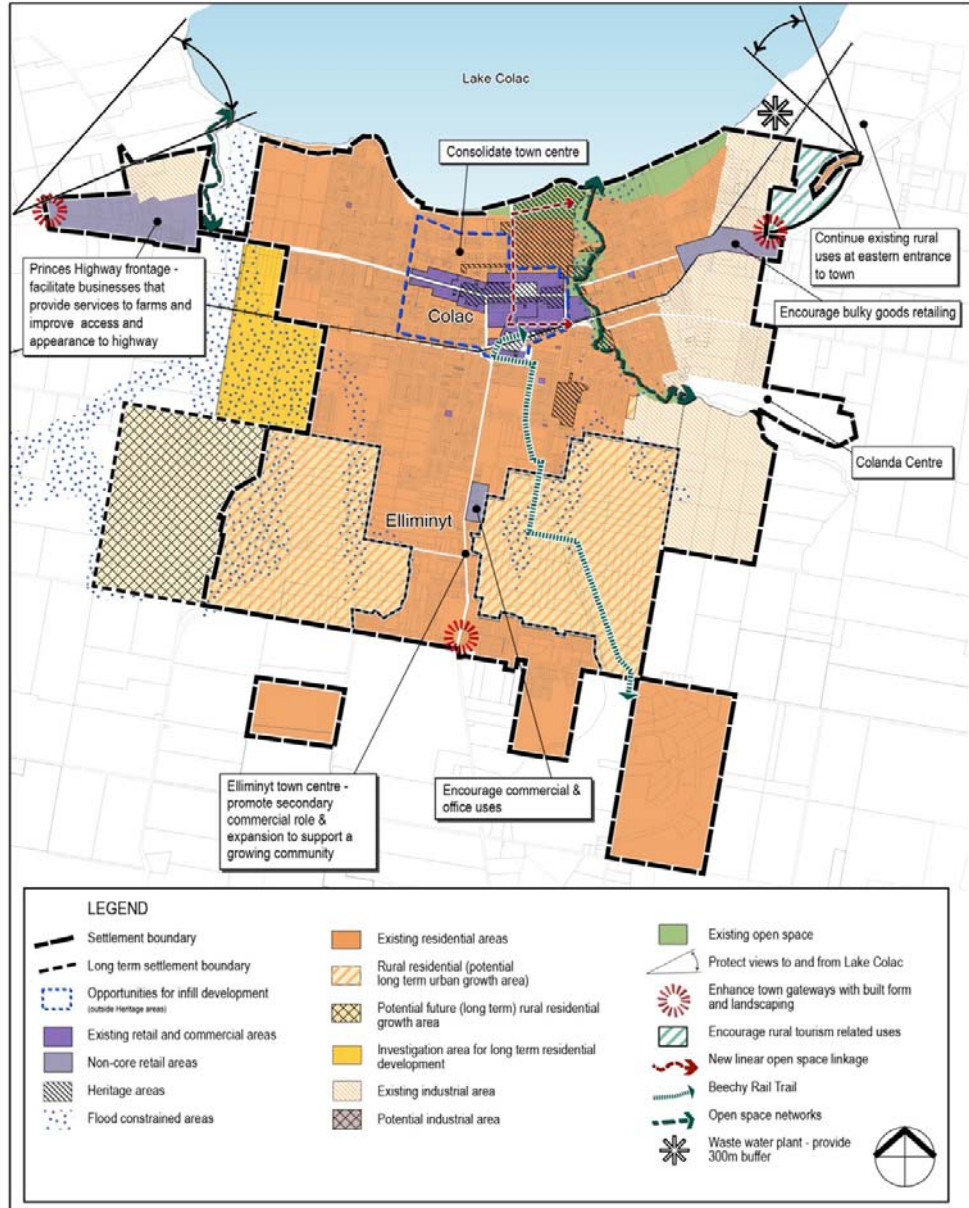 Lake Colac
Consolidate town centre
Continue existing rural
uses at eastern entrance
to town
Princes Highway frontage -
facilitate businesses that
provide services to farms and
improve access and
appearance to highway
Encourage bulky goods retailing
Colac
Colanda Centre
Elliminyt
Elliminyt town centre -
promote secondary
commercial role &
expansion to support a
growing community
Encourage commercial &
office uses
LEGEND
Settlement boundary
Long term settlement boundary
Opportunities for infill development
(outside Heritage areas)
Existing retail and commercial areas
Non-core retail areas
Heritage areas
Flood constrained areas
Existing residential areas
Rural residential (potential
long term urban growth area)
Potential future (long term) rural residential
growth area
Investigation area for long term residential
development
Existing industrial area
Potential industrial area
Existing open space
Protect views to and from Lake Colac
Enhance town gateways with built form
and landscaping
Encourage rural tourism related uses
New linear open space linkage
Beechy Rail Trail
Open space networks
Waste water plant - provide
300m buffer